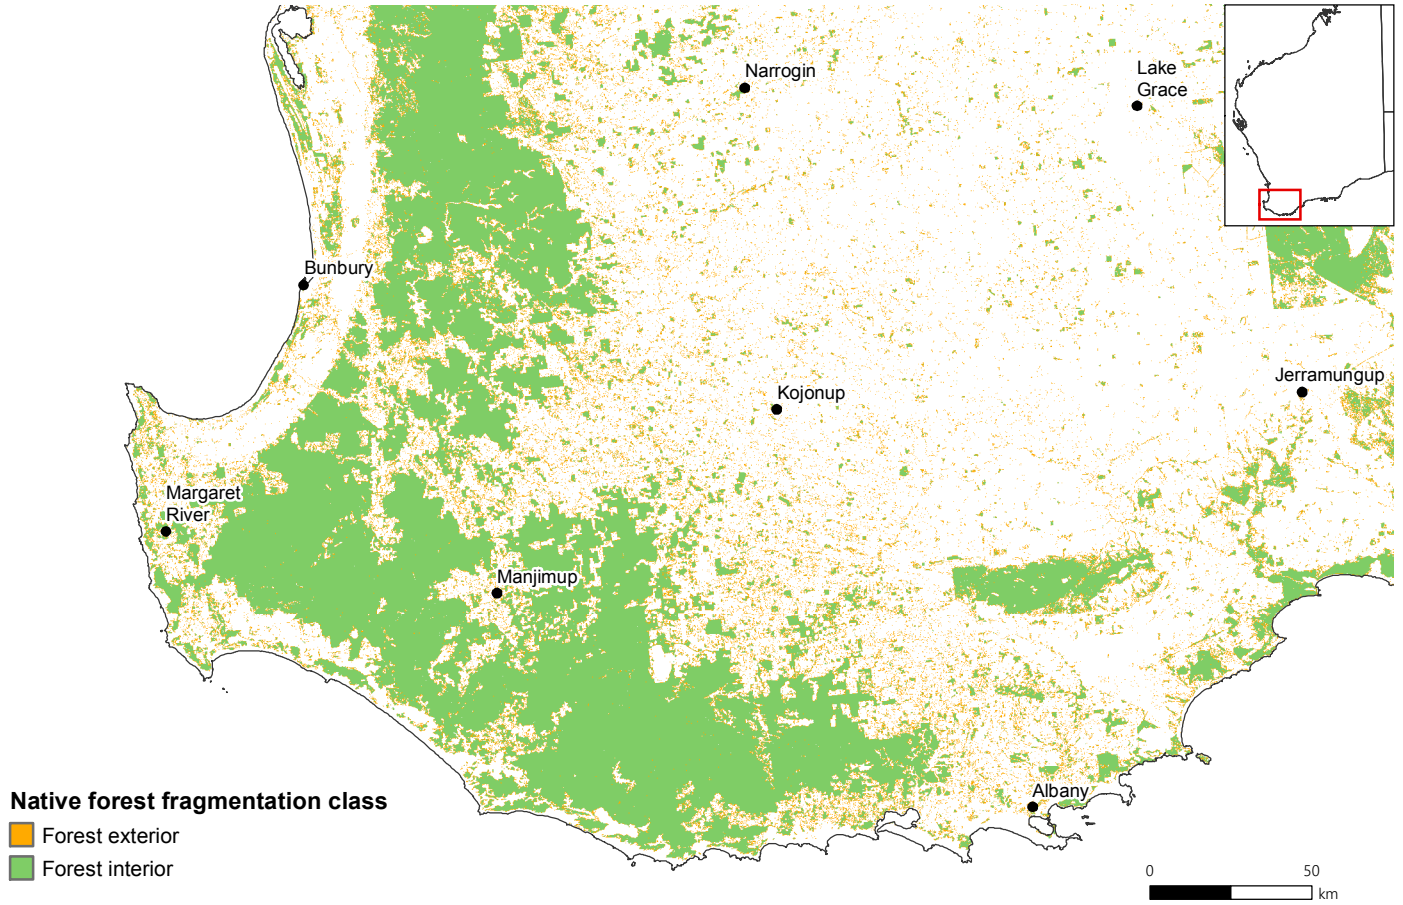 Narrogin
Lake
Grace
Bunbury
Jerramungup
Kojonup
Margaret
River
Manjimup
Albany
Native forest fragmentation class
Forest exterior
Forest interior
0 50
km